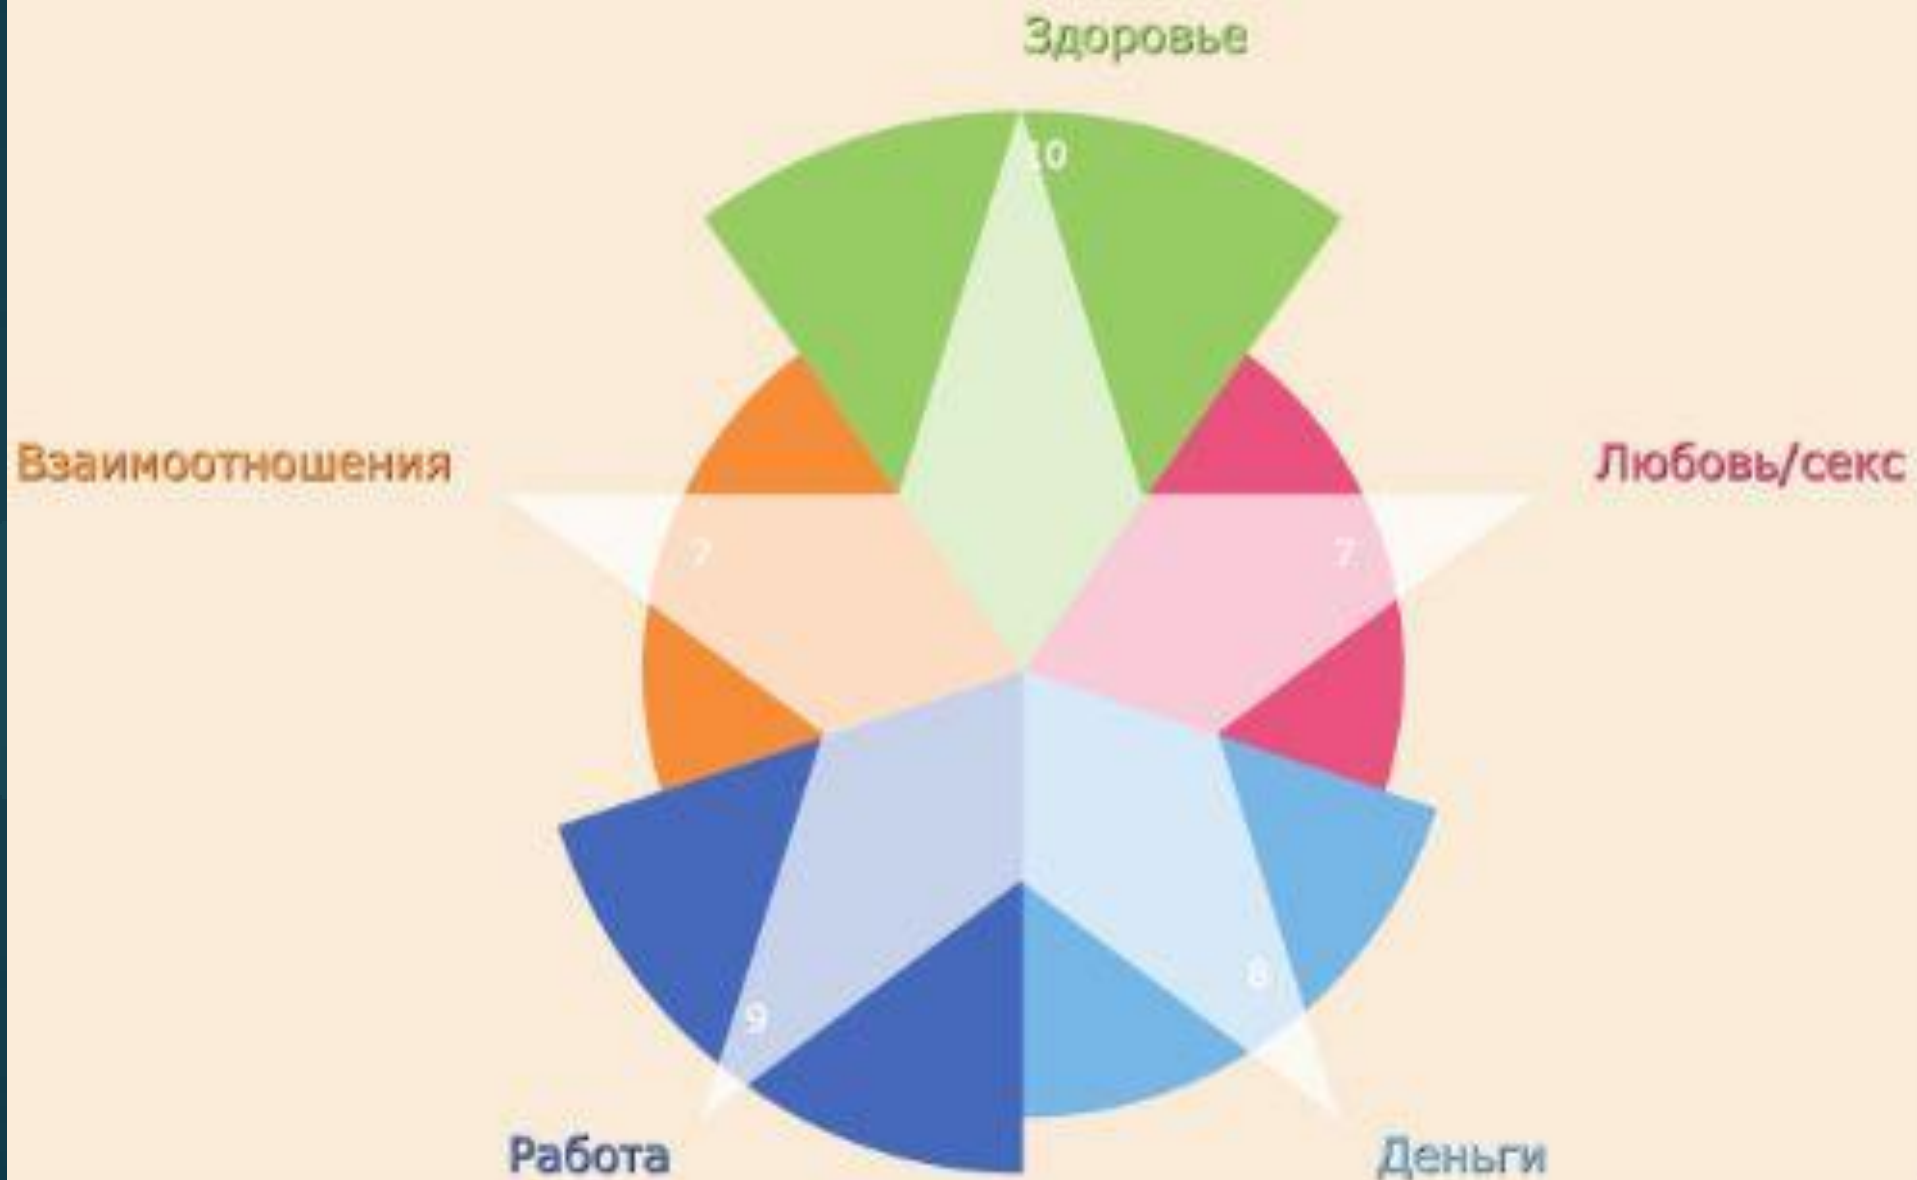 Здоровье
10
Взаимоотношения
Любовь/секс
7
7
8
9
Работа
Деньги